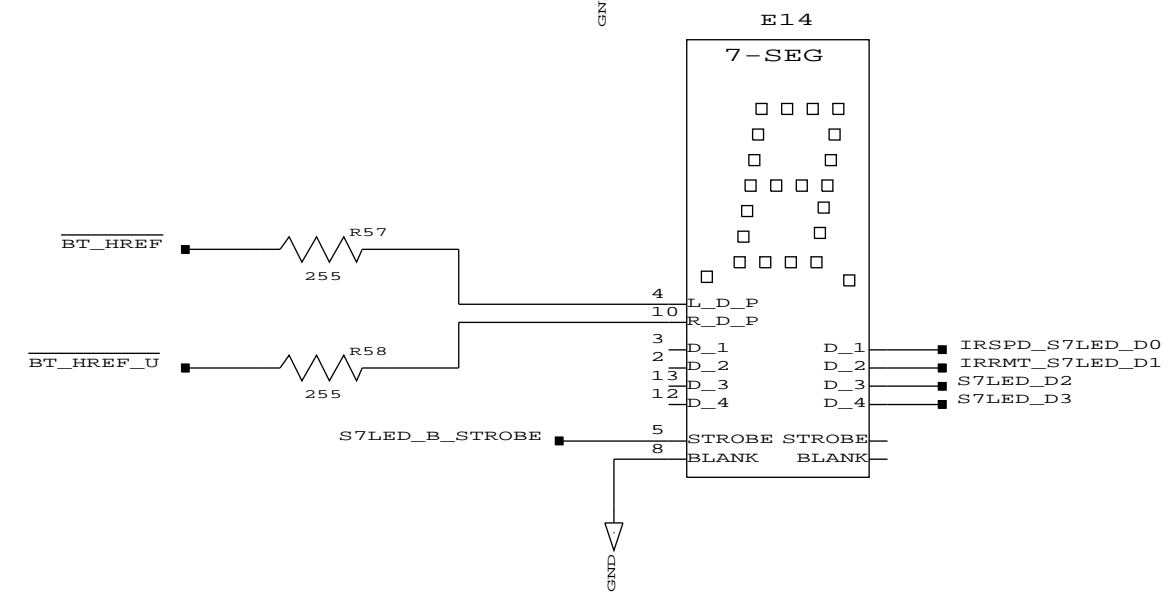 GN
E14
7-SEG
BT_HREF
R57
255
4
L_D_P
10
R_D_P
BT_HREF_U
R58
255
3
D_1
D_1
IRSPD_S7LED_D0
2
D_2
D_2
IRRMT_S7LED_D1
13
D_3
D_3
S7LED_D2
12
D_4
D_4
S7LED_D3
S7LED_B_STROBE
5
STROBE
STROBE
8
BLANK
BLANK
GND